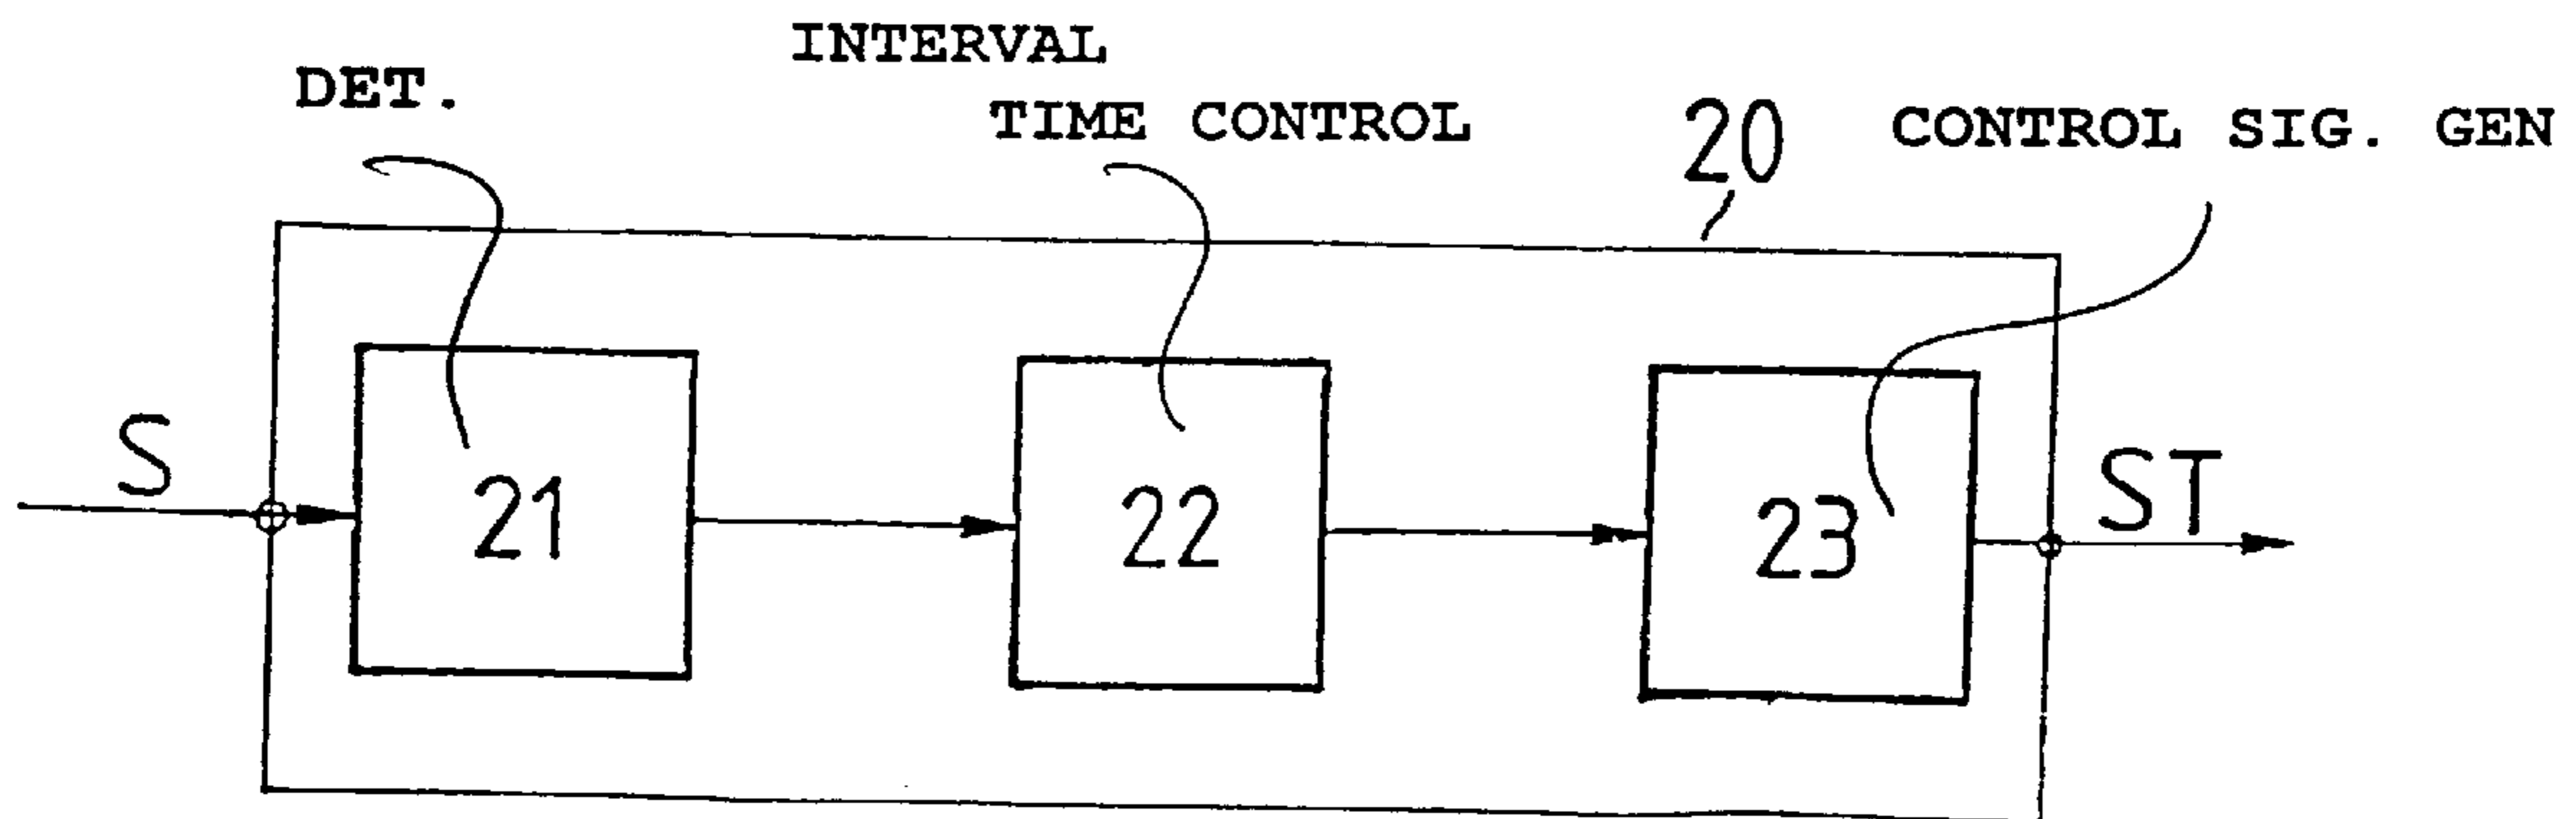 INTERVAL
DET.
TIME CONTROL
20
CONTROL SIG. GEN
S
21
22
23
ST